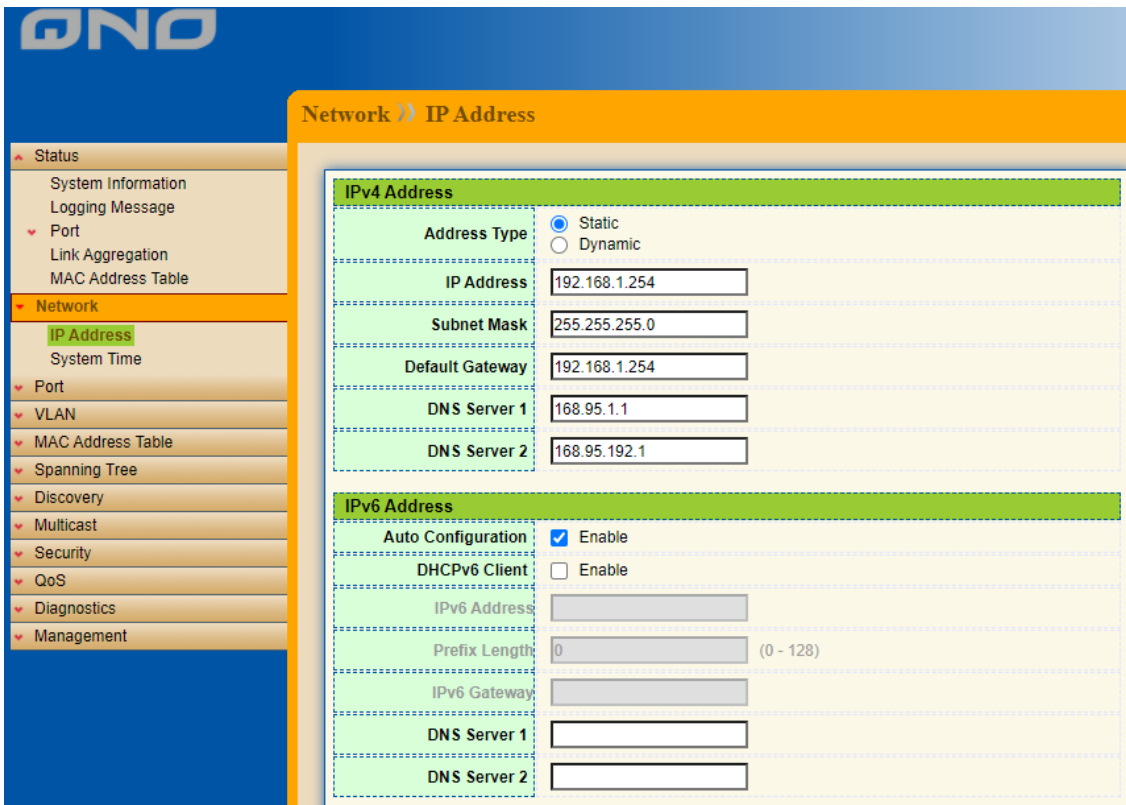 QNO
Network » IP Address
Status
System Information
Logging Message
Port
Link Aggregation
MAC Address Table
Network
IP Address
System Time
Port
VLAN
MAC Address Table
Spanning Tree
Discovery
Multicast
Security
QoS
Diagnostics
Management
IPv4 Address
Address Type Static
Dynamic
IP Address 192.168.1.254
Subnet Mask 255.255.255.0
Default Gateway 192.168.1.254
DNS Server 1 168.95.1.1
DNS Server 2 168.95.192.1
IPv6 Address
Auto Configuration Enable
DHCPv6 Client Enable
IPv6 Address
Prefix Length 0 (0 - 128)
IPv6 Gateway
DNS Server 1
DNS Server 2